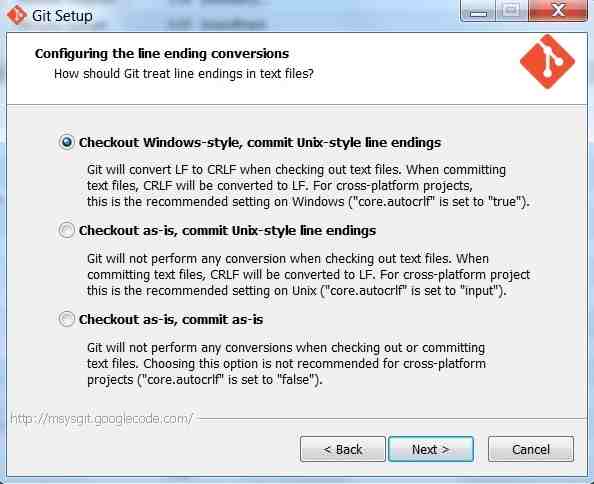 Git Setup
Configuring the line ending conversions
How should Git treat line endings in text files?
Checkout Windows-style, commit Unix-style line endings
Git will convert LF to CRLF when checking out text files. When committing
text files, CRLF will be converted to LF. For cross-platform projects,
this is the recommended setting on Windows ("core.autocrlf" is set to "true").
Checkout as-is, commit Unix-style line endings
Git will not perform any conversion when checking out text files. When
committing text files, CRLF will be converted to LF. For cross-platform project
this is the recommended setting on Unix ("core.autocrlf" is set to "input").
Checkout as-is, commit as-is
Git will not perform any conversions when checking out or committing
text files. Choosing this option is not recommended for cross-platform
projects ("core.autocrlf" is set to "false").
http://msysgit.googlecode.com/
< Back
Next >
Cancel